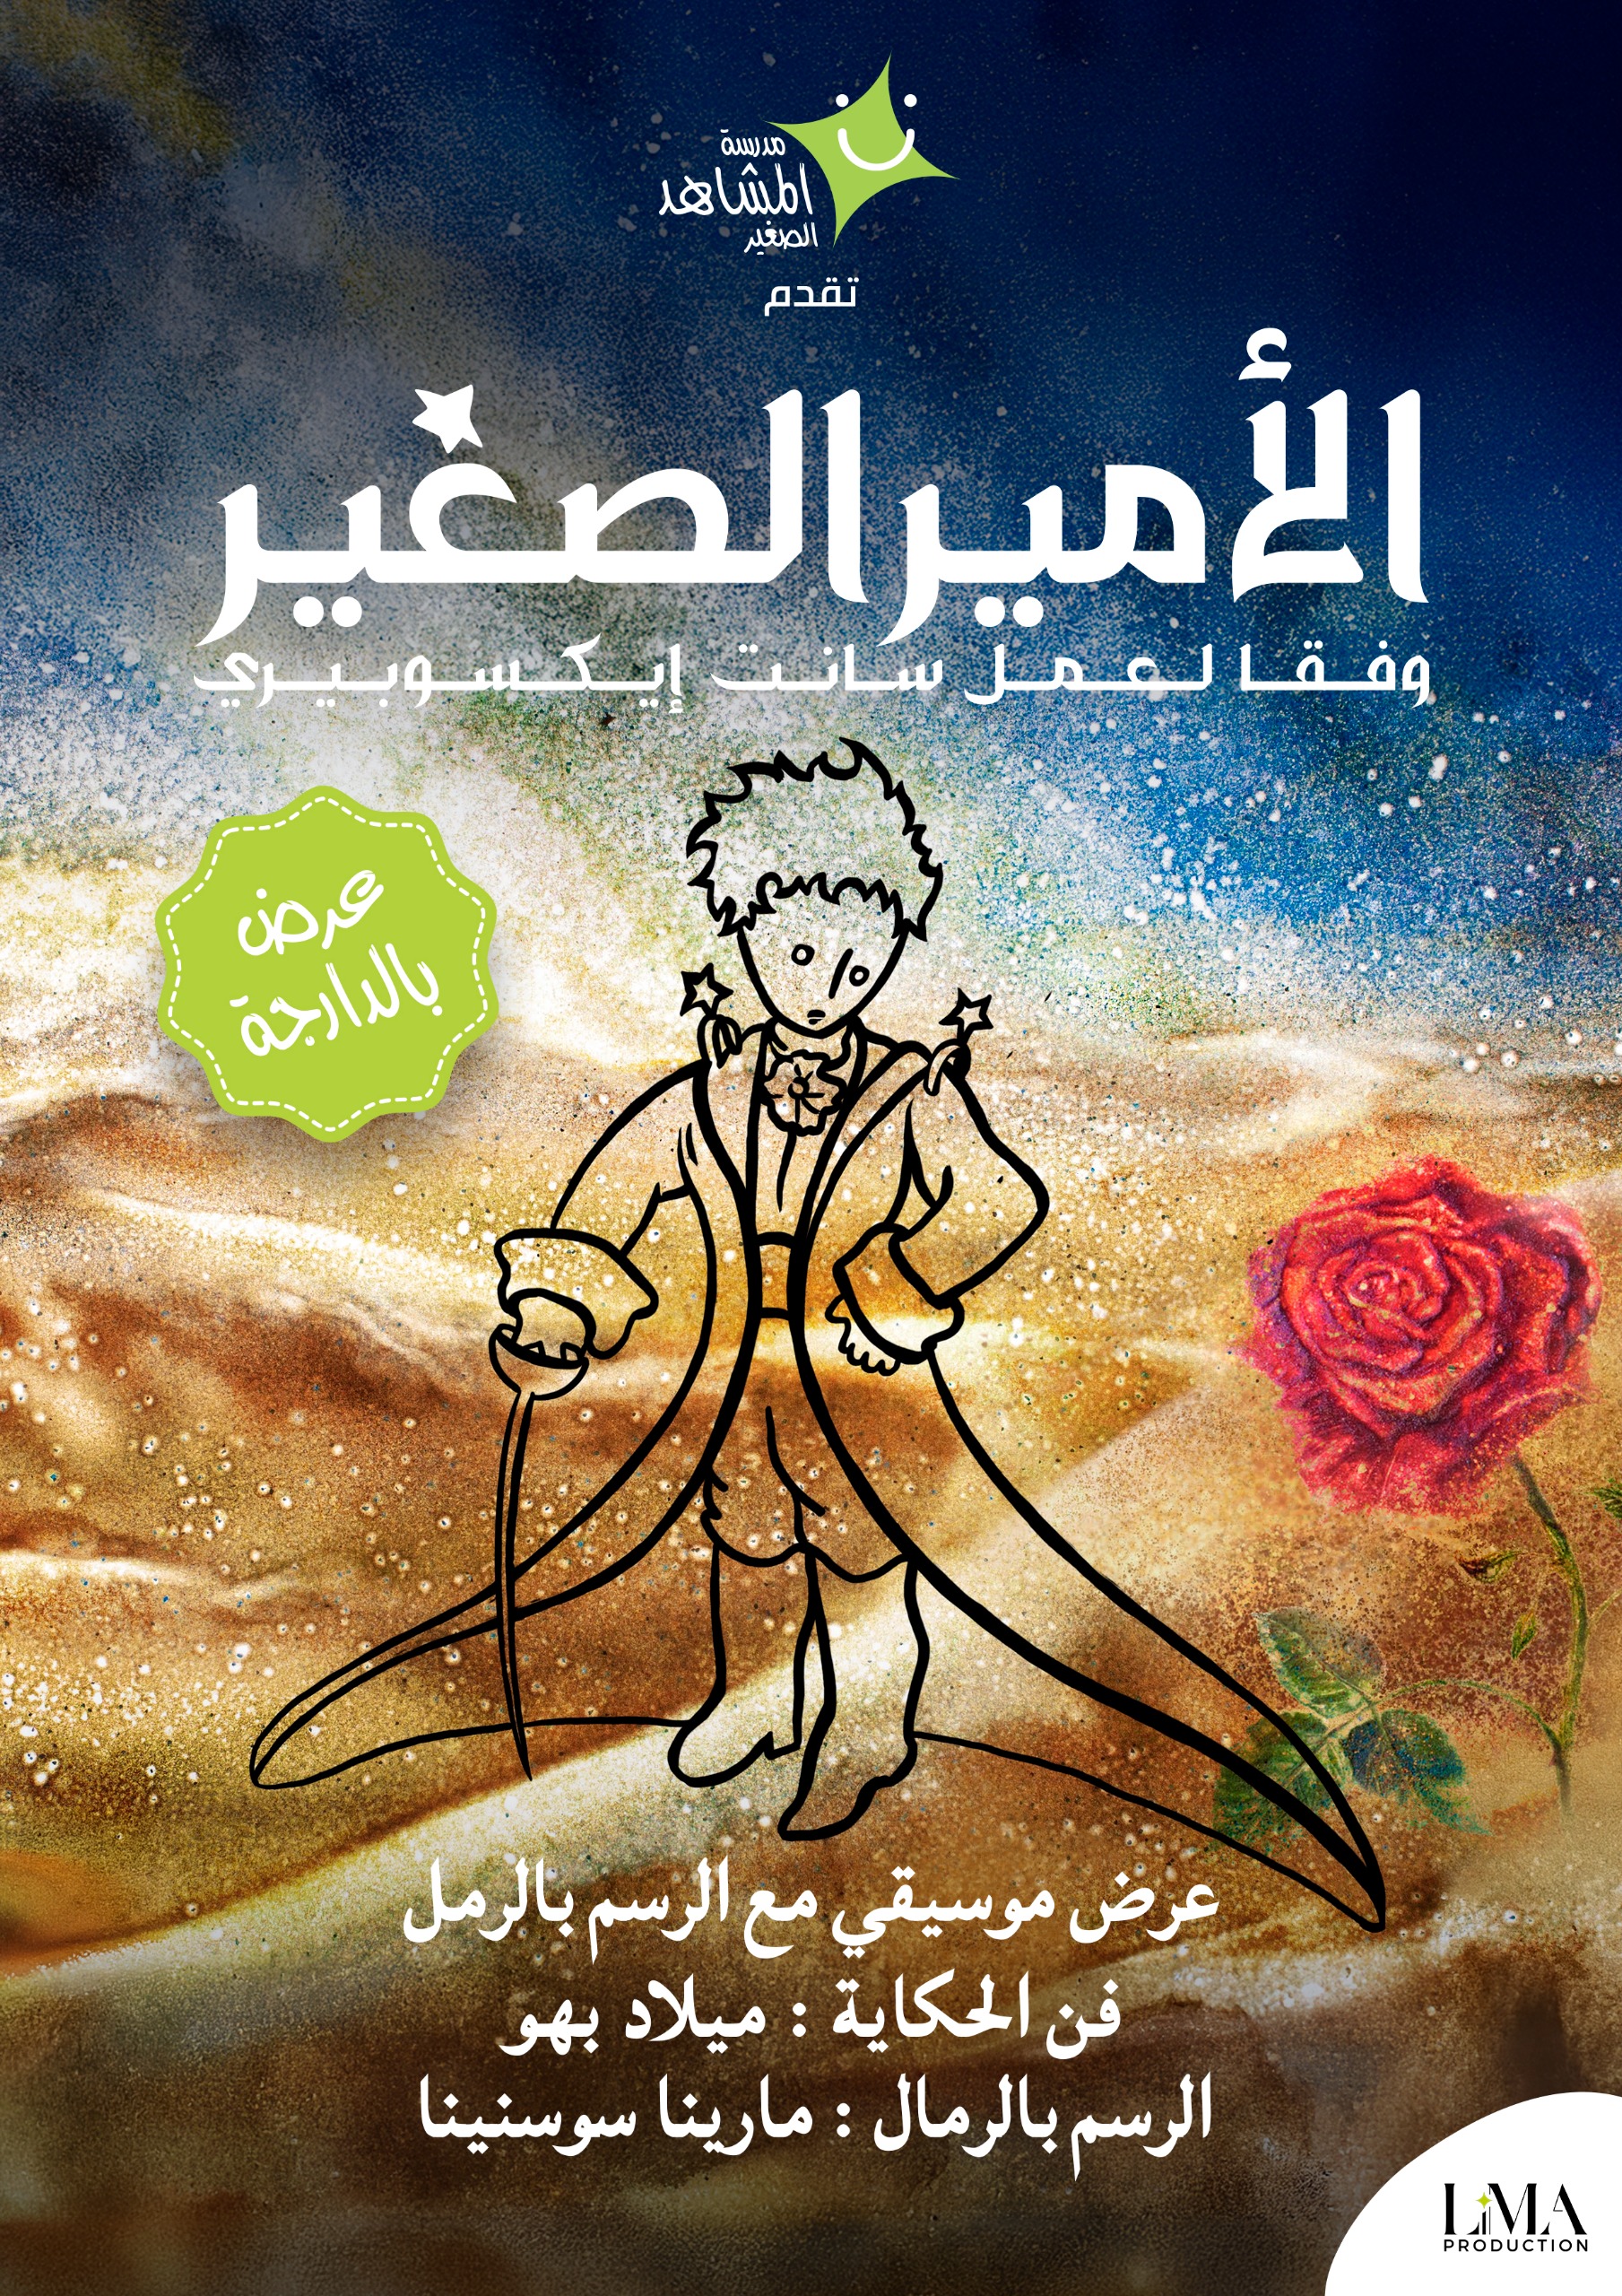 مدرسة
المشاهد
الصغير
تقدم
الأمير الصغير
وفقا لعمل سانت إيكسوبيري
عرض
بالدارجة
عرض موسيقي مع الرسم بالرمل
فن الحكاية : ميلاد بهو
الرسم بالرمال : مارينا سوسنينا
LiMA
PRODUCTION